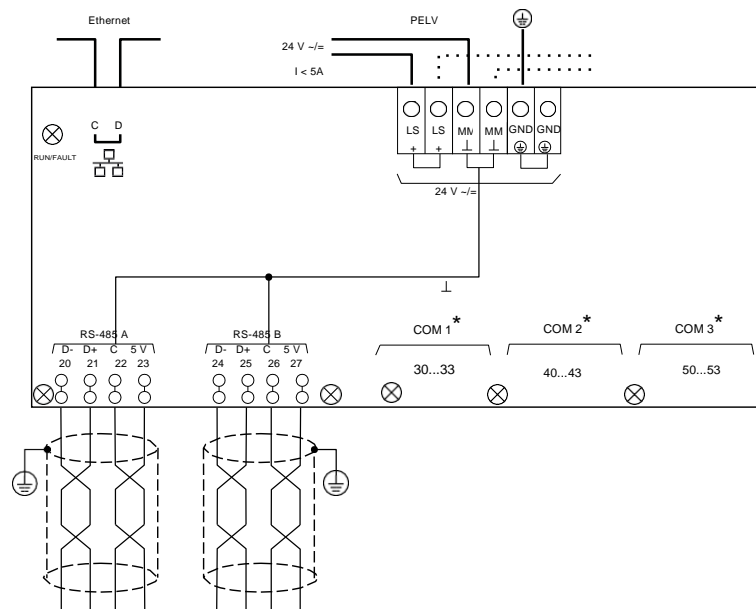 Ethernet
PELV
24 V ~/=
I < 5A
C D
RUN/FAULT
LS LS MM MM GND GND
+ + ⊥ ⊥
24 V ~/=
⊥
RS-485 A
D- D+ C 5 V
20 21 22 23
RS-485 B
D- D+ C 5 V
24 25 26 27
COM 1*
30...33
COM 2*
40...43
COM 3*
50...53